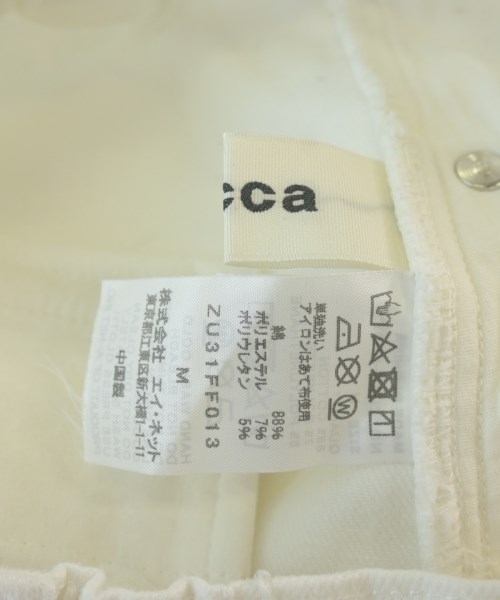 cca
単独洗い
アイロンはあて布使用
綿 88%
ポリエステル 7%
ポリウレタン 5%
ZU31FF013
M
株式会社 エイ・ネット
東京都江東区新大橋1-1-11
中国製